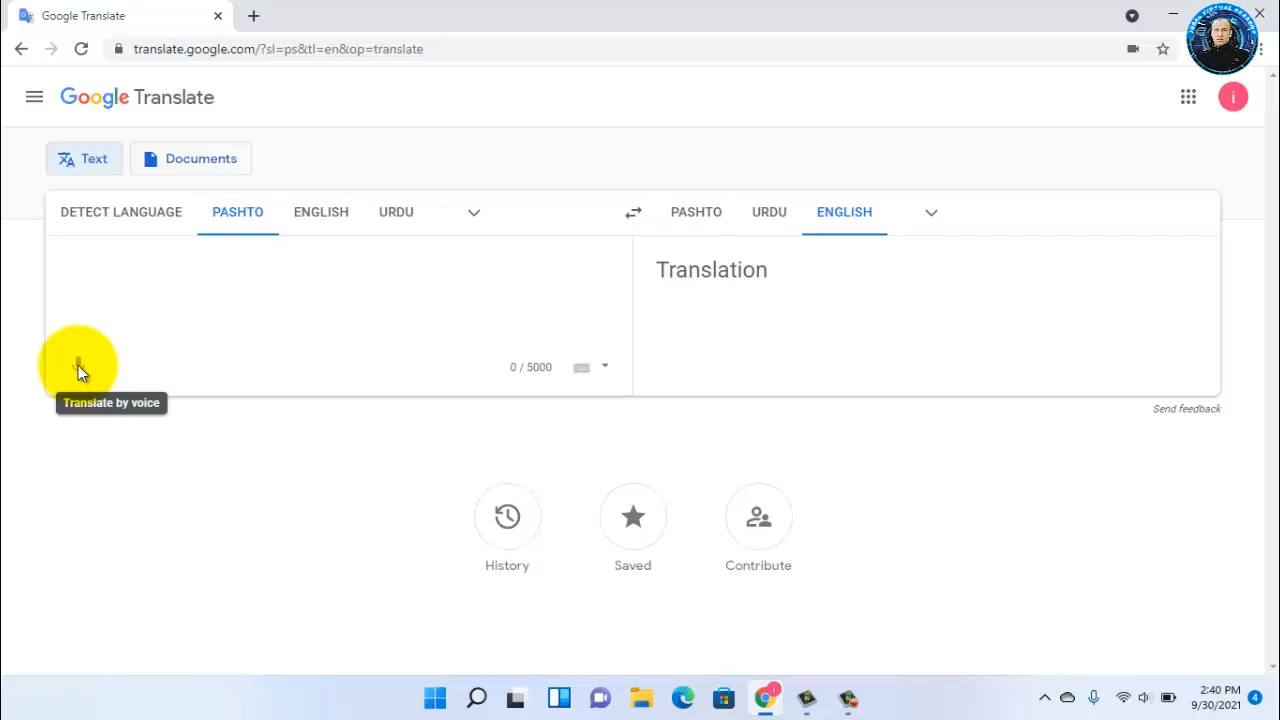 Google Translate
translate.google.com/?sl=ps&tl=en&op=translate
Google Translate
i
Text
Documents
DETECT LANGUAGE
PASHTO
ENGLISH
URDU
PASHTO
URDU
ENGLISH
Translation
0 / 5000
Translate by voice
Send feedback
History
Saved
Contribute
2:40 PM
9/30/2021
4